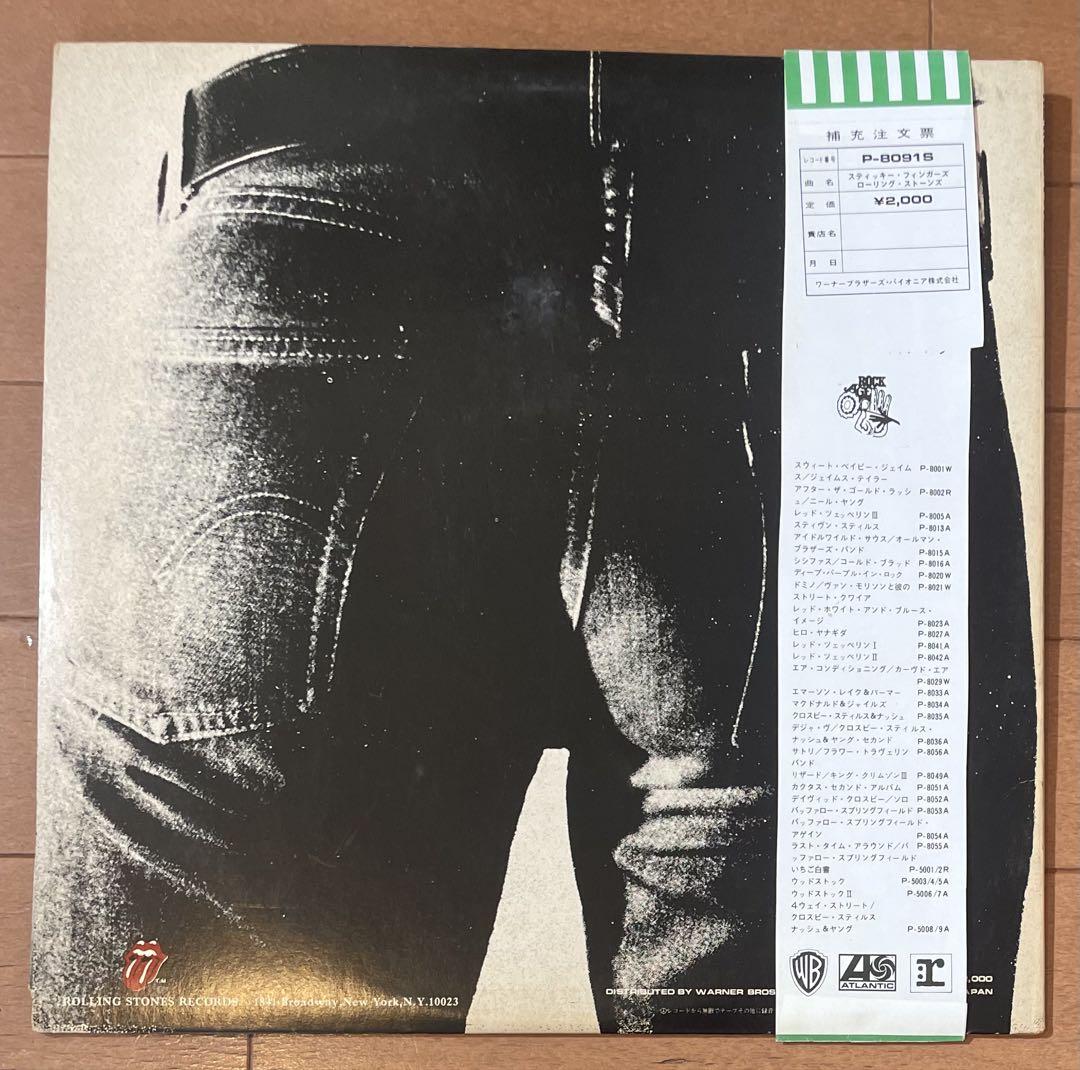 補充注文票
レコード番号 P-8091S
曲名 スティッキー・フィンガーズ
ローリング・ストーンズ
定価 ¥2,000
賣店名
月日
ワーナーブラザーズ・パイオニア株式会社
ROCK
AGE
スウィート・ベイビー・ジェイム P-8001W
ス/ジェイムス・テイラー
アフター・ザ・ゴールド・ラッシ P-8002R
ュ/ニール・ヤング
レッド・ツェッペリンIII P-8005A
スティヴン・スティルス P-8013A
アイドルワイルド・サウス/オールマン・
ブラザーズ・バンド P-8015A
シシファス/コールド・ブラッド P-8016A
ディープ・パープル・イン・ロック P-8020W
ドミノ/ヴァン・モリソンと彼の P-8021W
ストリート・クワイア
レッド・ホワイト・アンド・ブルース・
イメージ P-8023A
ヒロ・ヤナギダ P-8027A
レッド・ツェッペリンI P-8041A
レッド・ツェッペリンII P-8042A
エア・コンディショニング/カーヴド・エア
P-8029W
エマーソン・レイク&パーマー P-8033A
マクドナルド&ジャイルズ P-8034A
クロスビー・スティルス&ナッシュ P-8035A
デジャ・ヴ/クロスビー・スティルス・
ナッシュ&ヤング・セカンド P-8036A
サトリ/フラワー・トラヴェリン P-8056A
バンド
リザード/キング・クリムゾンIII P-8049A
カクタス・セカンド・アルバム P-8051A
デイヴィッド・クロスビー/ソロ P-8052A
バッファロー・スプリングフィールド P-8053A
バッファロー・スプリングフィールド・
アゲイン P-8054A
ラスト・タイム・アラウンド/バ P-8055A
ッファロー・スプリングフィールド
いちご白書 P-5001/2R
ウッドストック P-5003/4/5A
ウッドストックII P-5006/7A
4ウェイ・ストリート/
クロスビー・スティルス
ナッシュ&ヤング P-5008/9A
WB ATLANTIC r
T.M.
ROLLING STONES RECORDS. 1841 Broadway, New York, N.Y. 10023
,000
DISTRIBUTED BY WARNER BROS
APAN
レコードから無断でテープその他に録音